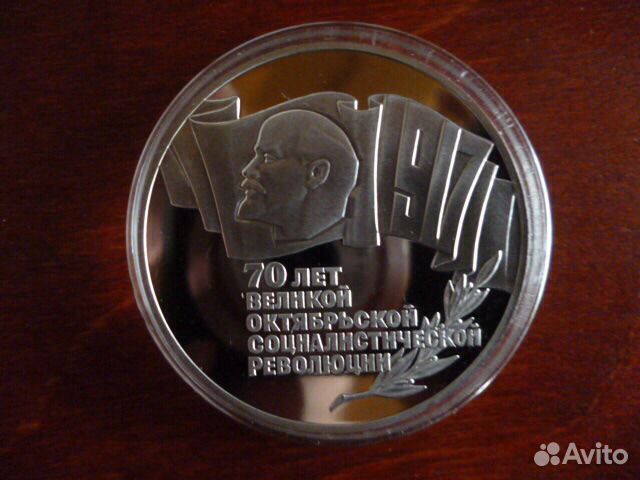 1917
70 ЛЕТ
ВЕЛИКОЙ
ОКТЯБРЬСКОЙ
СОЦИАЛИСТИЧЕСКОЙ
РЕВОЛЮЦИИ
Avito